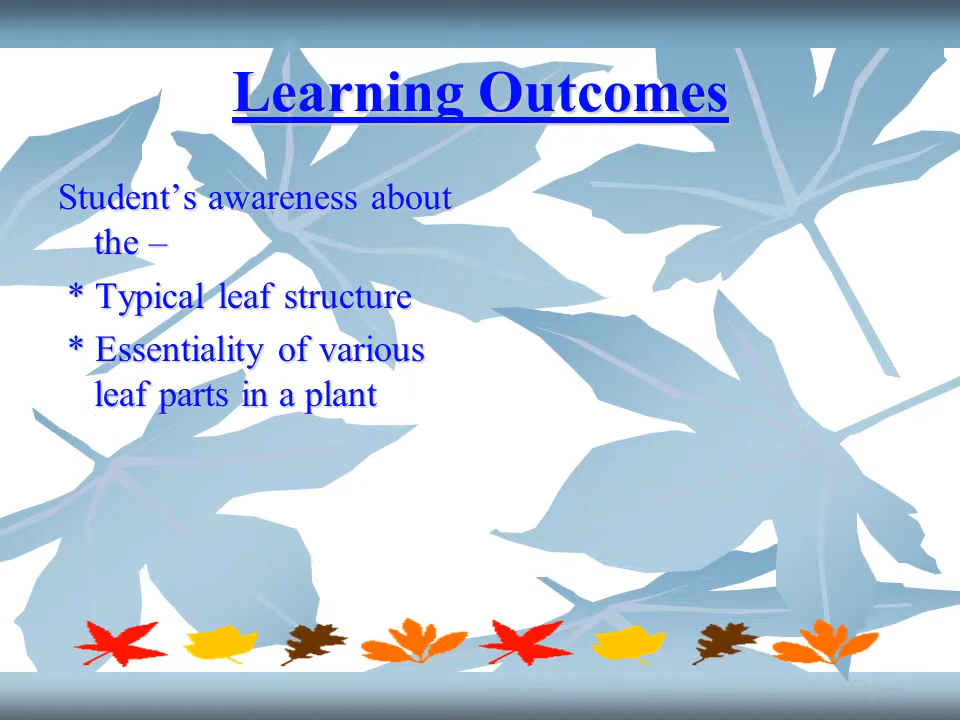 Learning Outcomes
Student’s awareness about
the –
* Typical leaf structure
* Essentiality of various
leaf parts in a plant